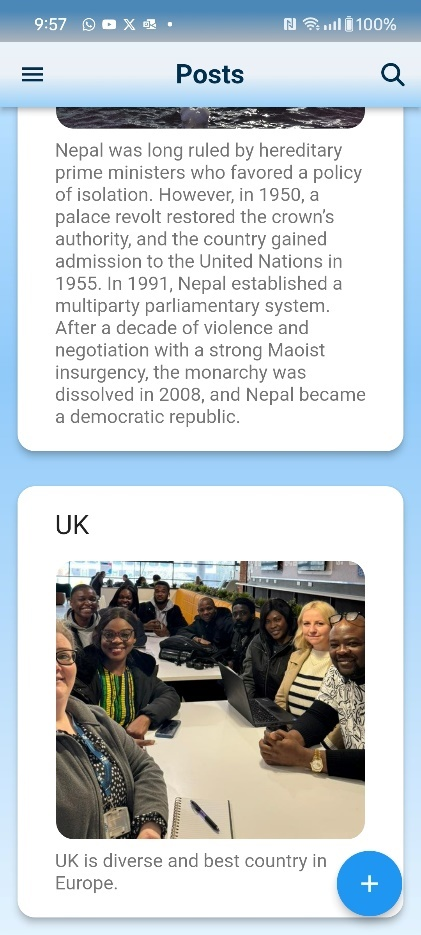 9:57
100%
Posts
Nepal was long ruled by hereditary
prime ministers who favored a policy
of isolation. However, in 1950, a
palace revolt restored the crown’s
authority, and the country gained
admission to the United Nations in
1955. In 1991, Nepal established a
multiparty parliamentary system.
After a decade of violence and
negotiation with a strong Maoist
insurgency, the monarchy was
dissolved in 2008, and Nepal became
a democratic republic.
UK
UK is diverse and best country in
Europe.